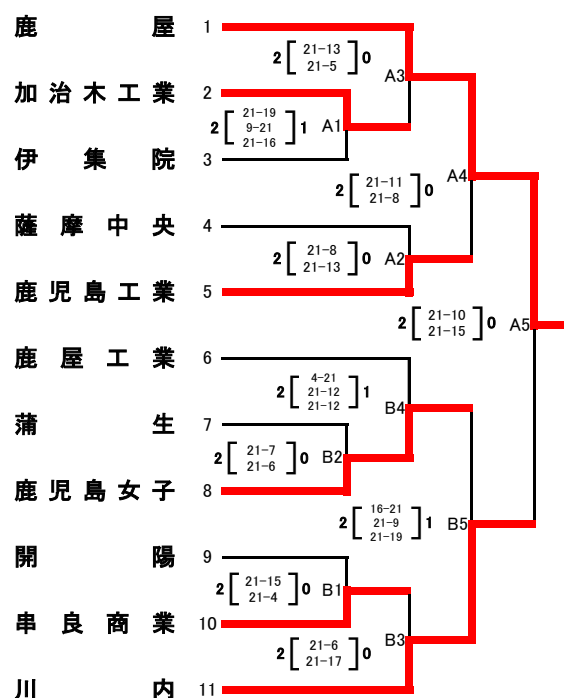 鹿屋 1
2 21-13 0
21-5
A3
加治木工業 2
21-19
2 9-21 1
21-16
A1
伊集院 3
A4
2 21-11 0
21-8
薩摩中央 4
2 21-8 0
21-13
A2
鹿児島工業 5
2 21-10 0
21-15
A5
鹿屋工業 6
4-21
2 21-12 1
21-12
B4
蒲生 7
2 21-7 0
21-6
B2
鹿児島女子 8
16-21
2 21-9 1
21-19
B5
開陽 9
2 21-15 0
21-4
B1
串良商業 10
2 21-6 0
21-17
B3
川内 11